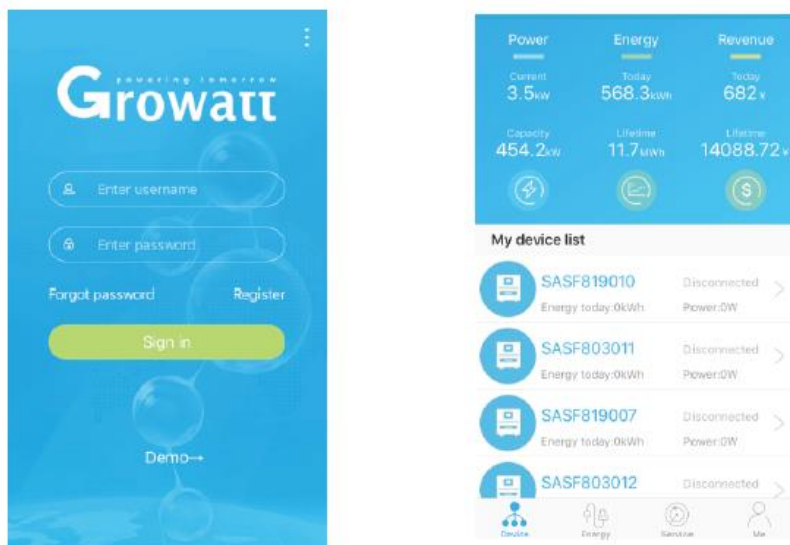 powering tomorrow
Growatt
Enter username
Enter password
Forgot password Register
Sign in
Demo→
Power Energy Revenue
Current Today Today
3.5kW 568.3kWh 682¥
Capacity Lifetime Lifetime
454.2kW 11.7MWh 14088.72¥
$
My device list
SASF819010 Disconnected
Energy today:0kWh Power:0W
SASF803011 Disconnected
Energy today:0kWh Power:0W
SASF819007 Disconnected
Energy today:0kWh Power:0W
SASF803012 Disconnected
Device Energy Service Me